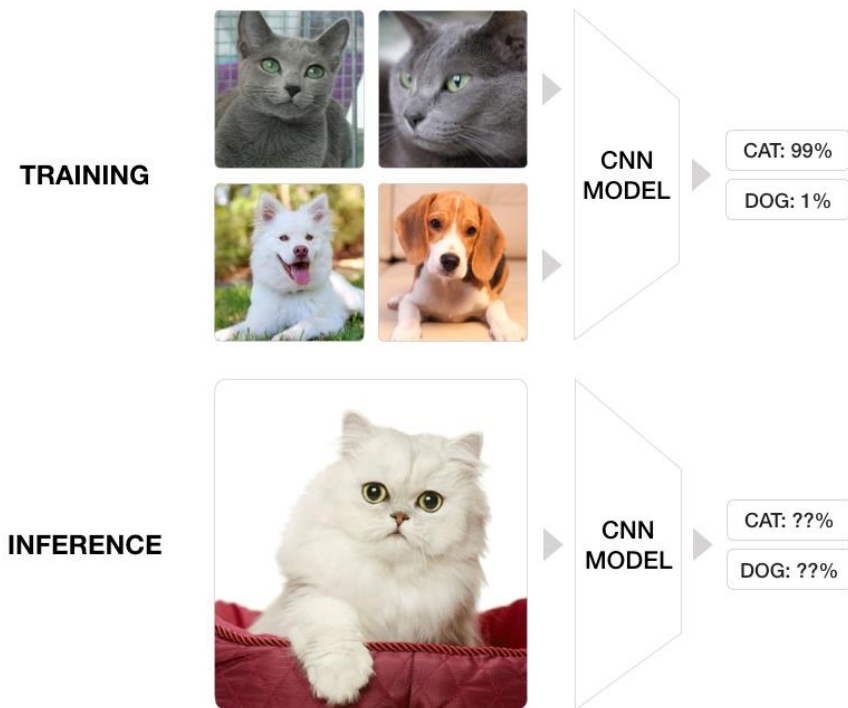 TRAINING
CNN
MODEL
CAT: 99%
DOG: 1%
INFERENCE
CNN
MODEL
CAT: ??%
DOG: ??%